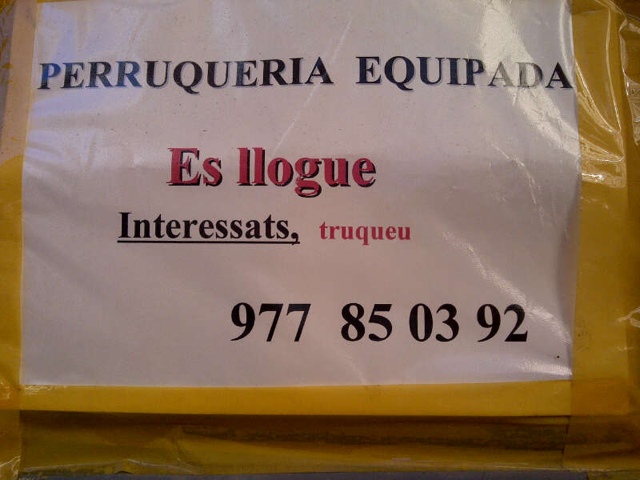 PERRUQUERIA EQUIPADA
Es llogue
Interessats, truqueu
977 85 03 92